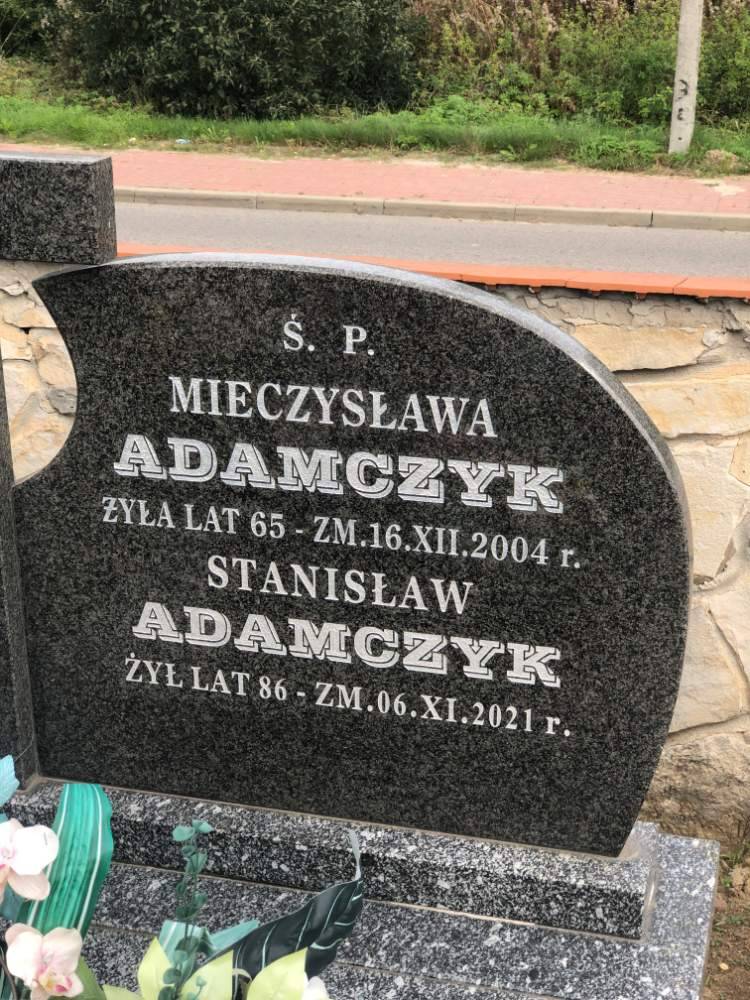 Ś. P.
MIECZYSŁAWA
ADAMCZYK
ŻYŁA LAT 65 - ZM.16.XII.2004 r.
STANISŁAW
ADAMCZYK
ŻYŁ LAT 86 - ZM.06.XI.2021 r.